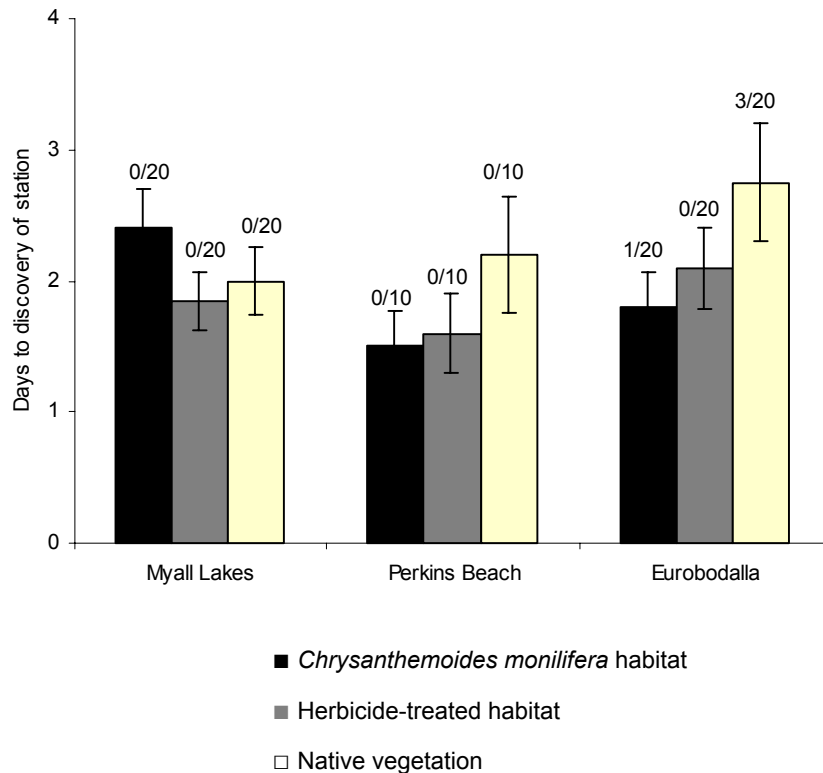 4
3
2
1
0
Days to discovery of station
0/20
0/20
0/20
0/10
0/10
0/10
1/20
0/20
3/20
Myall Lakes
Perkins Beach
Eurobodalla
Chrysanthemoides monilifera habitat
Herbicide-treated habitat
Native vegetation